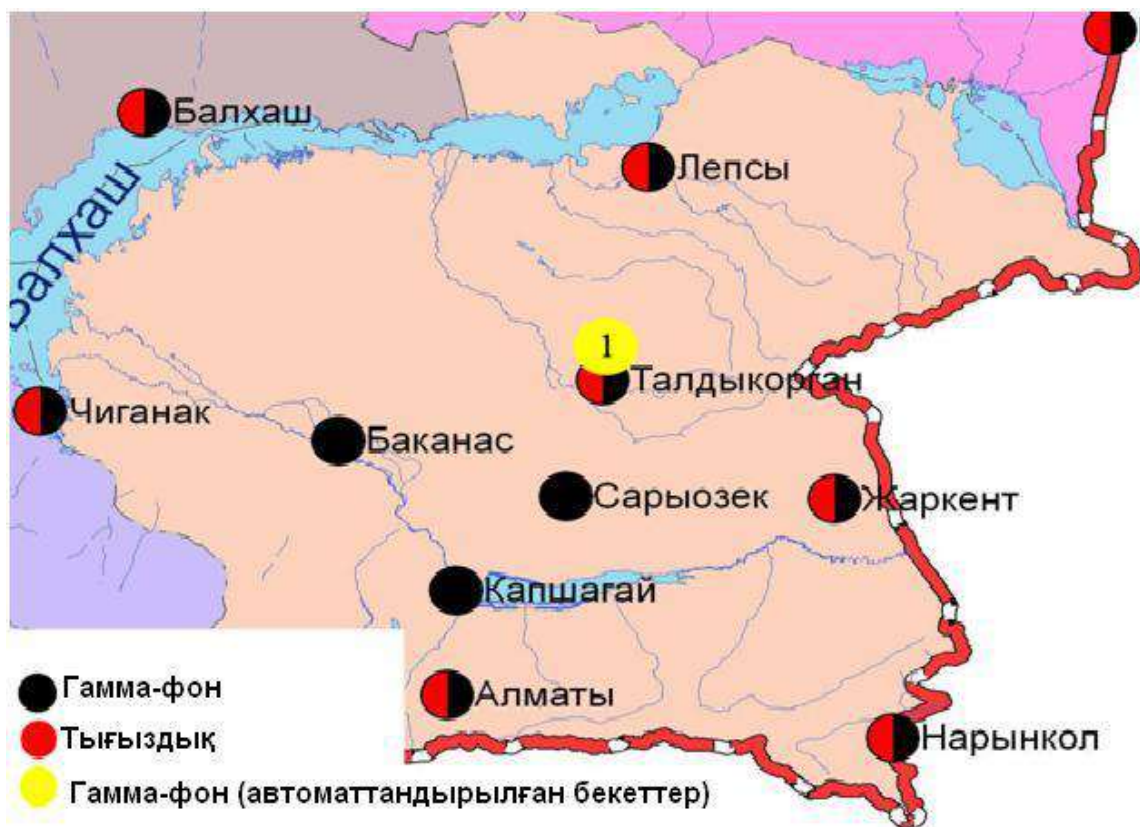 Балхаш
Лепсы
Балхаш
1
Талдыкорган
Чиганак
Баканас
Сарыозек
Жаркент
Капшагай
Гамма-фон
Алматы
Тығыздық
Нарынкол
Гамма-фон (автоматтандырылған бекеттер)